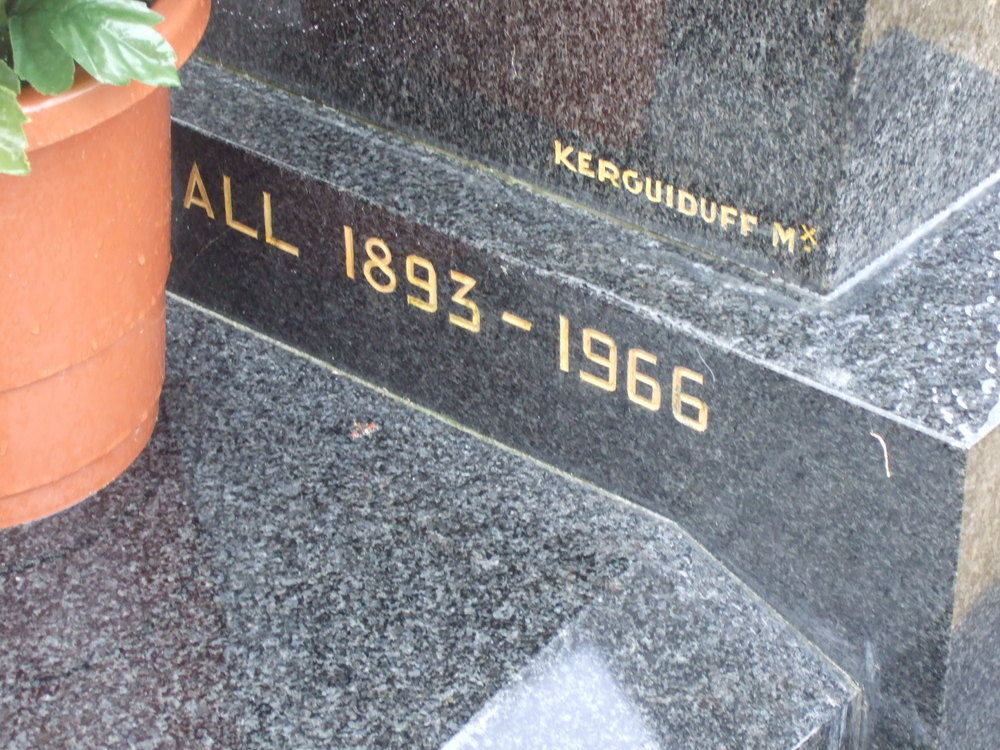 KERGUIDUFF Mx
ALL 1893 - 1966